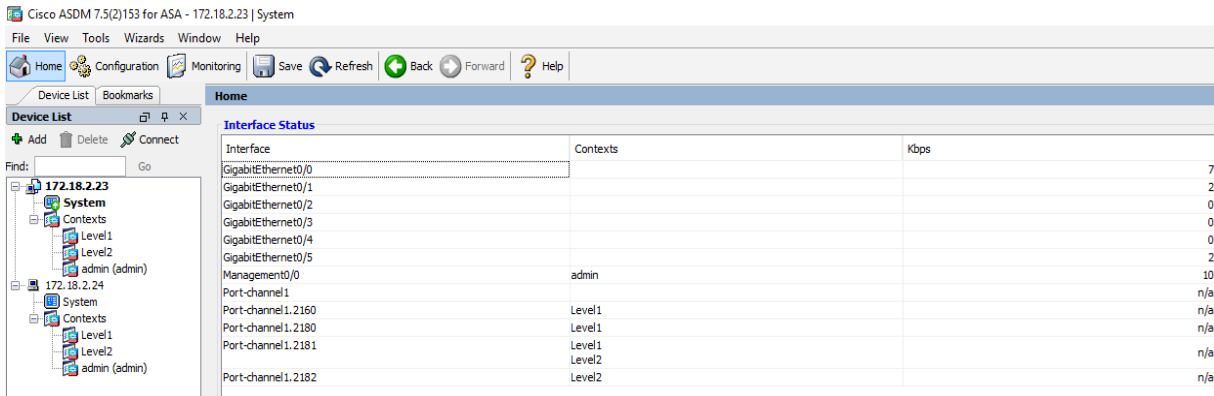 Cisco ASDM 7.5(2)153 for ASA - 172.18.2.23 | System
File View Tools Wizards Window Help
Home Configuration Monitoring Save Refresh Back Forward Help
Device List Bookmarks
Home
Device List
Add Delete Connect
Find: Go
172.18.2.23
System
Contexts
Level1
Level2
admin (admin)
172.18.2.24
System
Contexts
Level1
Level2
admin (admin)
Interface Status
Interface Contexts Kbps
GigabitEthernet0/0 7
GigabitEthernet0/1 2
GigabitEthernet0/2 0
GigabitEthernet0/3 0
GigabitEthernet0/4 0
GigabitEthernet0/5 2
Management0/0 admin 10
Port-channel1 n/a
Port-channel1.2160 Level1 n/a
Port-channel1.2180 Level1 n/a
Port-channel1.2181 Level1
Level2 n/a
Port-channel1.2182 Level2 n/a